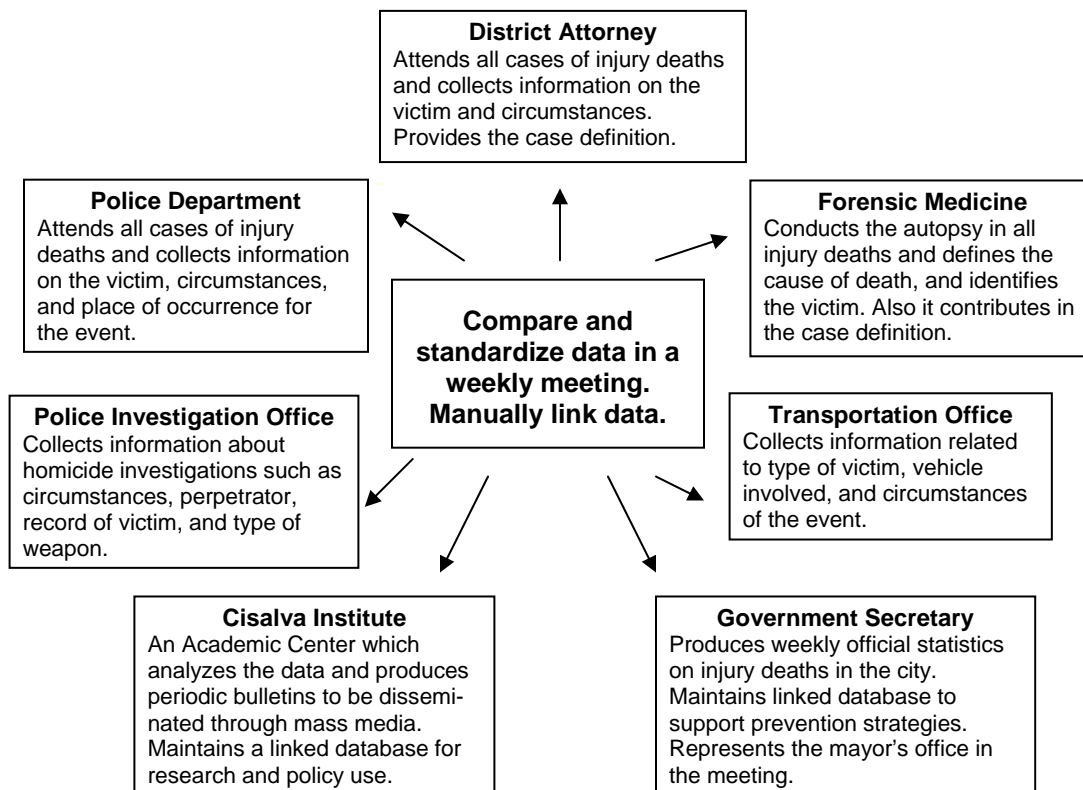 District Attorney
Attends all cases of injury deaths
and collects information on the
victim and circumstances.
Provides the case definition.
Police Department
Attends all cases of injury
deaths and collects information
on the victim, circumstances,
and place of occurrence for
the event.
Forensic Medicine
Conducts the autopsy in all
injury deaths and defines the
cause of death, and identifies
the victim. Also it contributes in
the case definition.
Compare and
standardize data in a
weekly meeting.
Manually link data.
Police Investigation Office
Collects information about
homicide investigations such as
circumstances, perpetrator,
record of victim, and type of
weapon.
Transportation Office
Collects information related
to type of victim, vehicle
involved, and circumstances
of the event.
Cisalva Institute
An Academic Center which
analyzes the data and produces
periodic bulletins to be dissemi-
nated through mass media.
Maintains a linked database for
research and policy use.
Government Secretary
Produces weekly official statistics
on injury deaths in the city.
Maintains linked database to
support prevention strategies.
Represents the mayor's office in
the meeting.